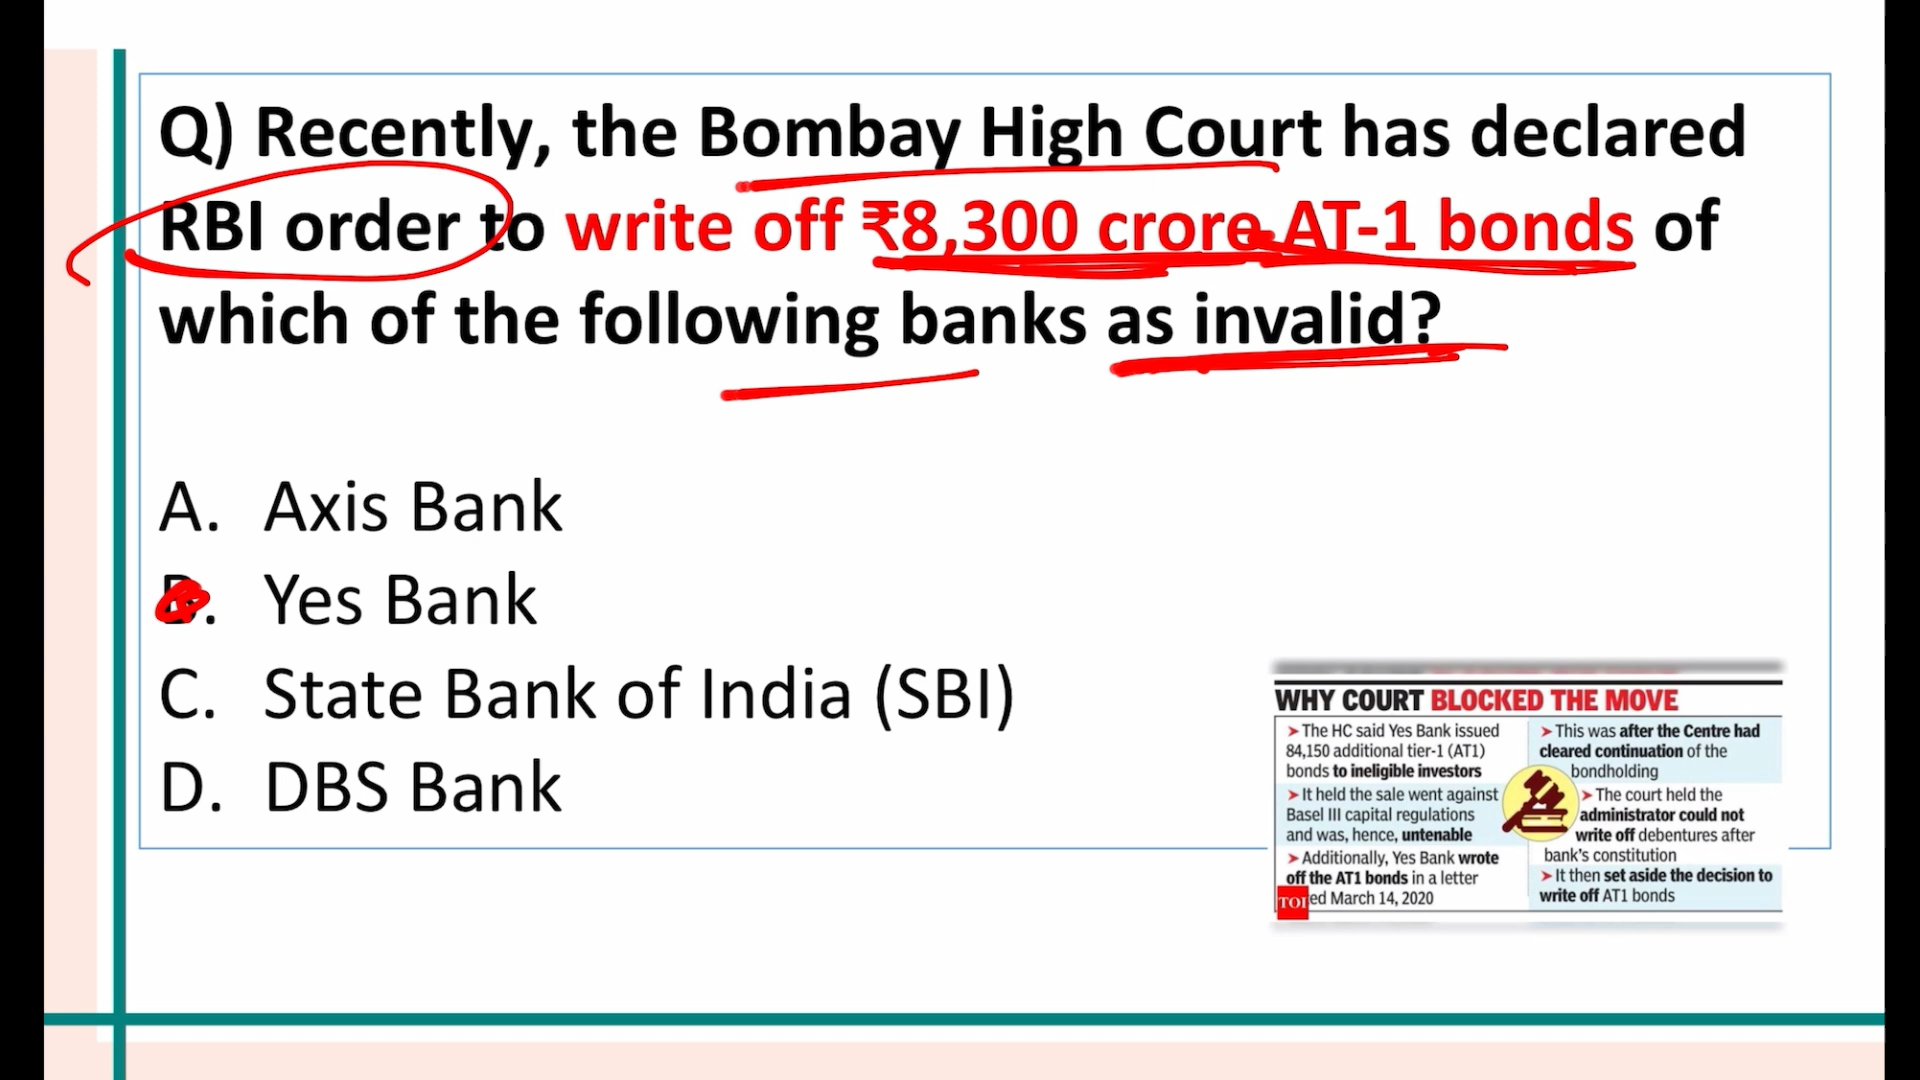 Q) Recently, the Bombay High Court has declared
RBI order to write off ₹8,300 crore AT-1 bonds of
which of the following banks as invalid?
A. Axis Bank
B. Yes Bank
C. State Bank of India (SBI)
D. DBS Bank
WHY COURT BLOCKED THE MOVE
➤ The HC said Yes Bank issued
84,150 additional tier-1 (AT1)
bonds to ineligible investors
➤ It held the sale went against
Basel III capital regulations
and was, hence, untenable
➤ Additionally, Yes Bank wrote
off the AT1 bonds in a letter
ed March 14, 2020
TOI
➤ This was after the Centre had
cleared continuation of the
bondholding
➤ The court held the
administrator could not
write off debentures after
bank's constitution
➤ It then set aside the decision to
write off AT1 bonds